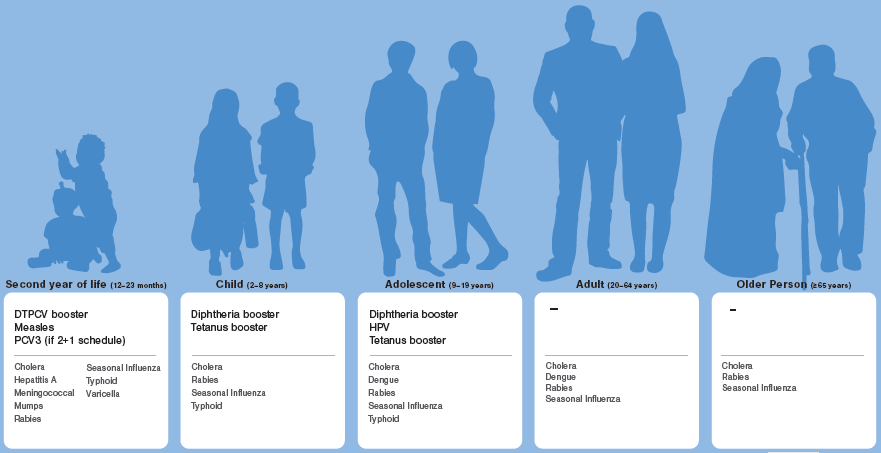 Second year of life (12–23 months)
DTPCV booster
Measles
PCV3 (if 2+1 schedule)
Cholera
Hepatitis A
Meningococcal
Mumps
Rabies
Seasonal Influenza
Typhoid
Varicella
Child (2–8 years)
Diphtheria booster
Tetanus booster
Cholera
Rabies
Seasonal Influenza
Typhoid
Adolescent (9–19 years)
Diphtheria booster
HPV
Tetanus booster
Cholera
Dengue
Rabies
Seasonal Influenza
Typhoid
Adult (20–64 years)
–
Cholera
Dengue
Rabies
Seasonal Influenza
Older Person (≥65 years)
–
Cholera
Rabies
Seasonal Influenza